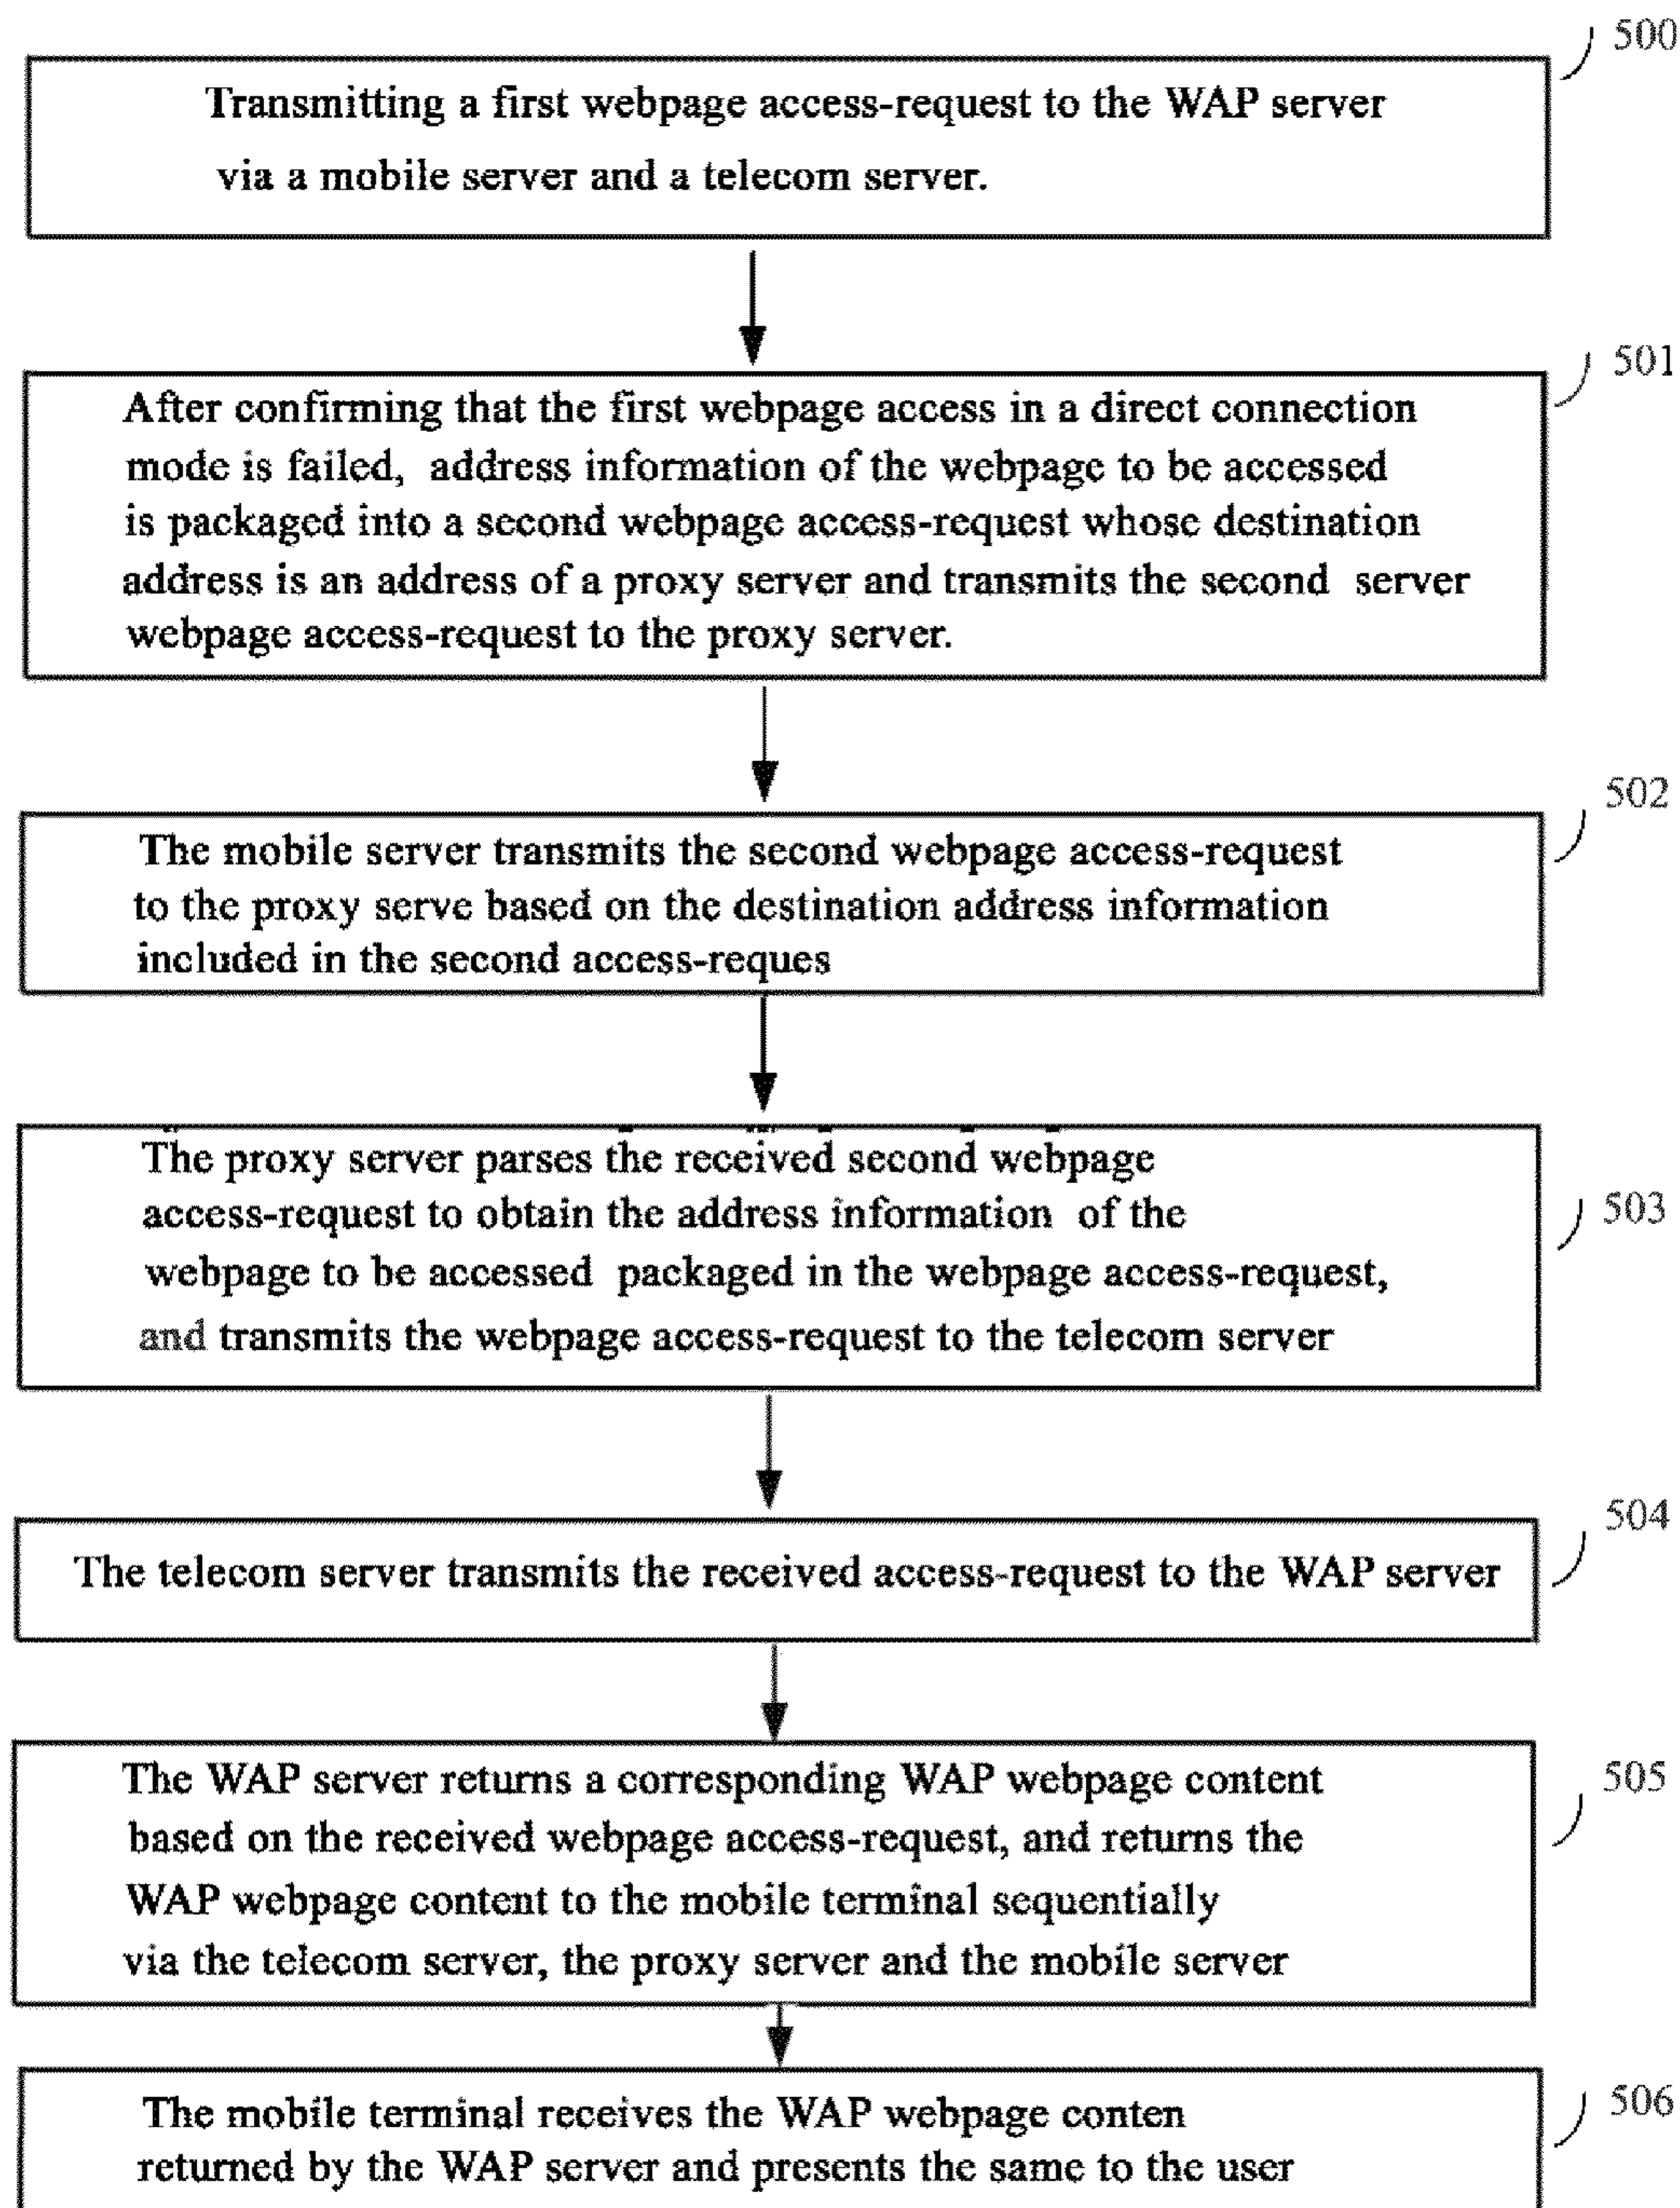 500
Transmitting a first webpage access-request to the WAP server
via a mobile server and a telecom server.
501
After confirming that the first webpage access in a direct connection
mode is failed, address information of the webpage to be accessed
is packaged into a second webpage access-request whose destination
address is an address of a proxy server and transmits the second server
webpage access-request to the proxy server.
502
The mobile server transmits the second webpage access-request
to the proxy serve based on the destination address information
included in the second access-reques
The proxy server parses the received second webpage
access-request to obtain the address information of the
503
webpage to be accessed packaged in the webpage access-request,
and transmits the webpage access-request to the telecom server
504
The telecom server transmits the received access-request to the WAP server
The WAP server returns a corresponding WAP webpage content
505
based on the received webpage access-request, and returns the
WAP webpage content to the mobile terminal sequentially
via the telecom server, the proxy server and the mobile server
506
The mobile terminal receives the WAP webpage conten
returned by the WAP server and presents the same to the user